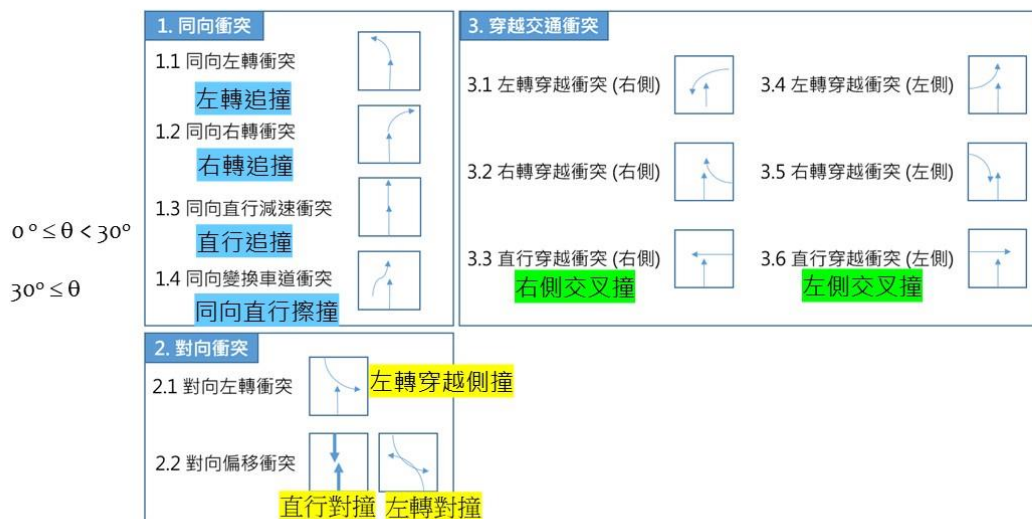 1. 同向衝突
1.1 同向左轉衝突
左轉追撞
1.2 同向右轉衝突
右轉追撞
1.3 同向直行減速衝突
直行追撞
1.4 同向變換車道衝突
同向直行擦撞
0 º ≤ θ < 30º
30º ≤ θ
2. 對向衝突
2.1 對向左轉衝突
左轉穿越側撞
2.2 對向偏移衝突
直行對撞
左轉對撞
3. 穿越交通衝突
3.1 左轉穿越衝突 (右側)
3.4 左轉穿越衝突 (左側)
3.2 右轉穿越衝突 (右側)
3.5 右轉穿越衝突 (左側)
3.3 直行穿越衝突 (右側)
右側交叉撞
3.6 直行穿越衝突 (左側)
左側交叉撞